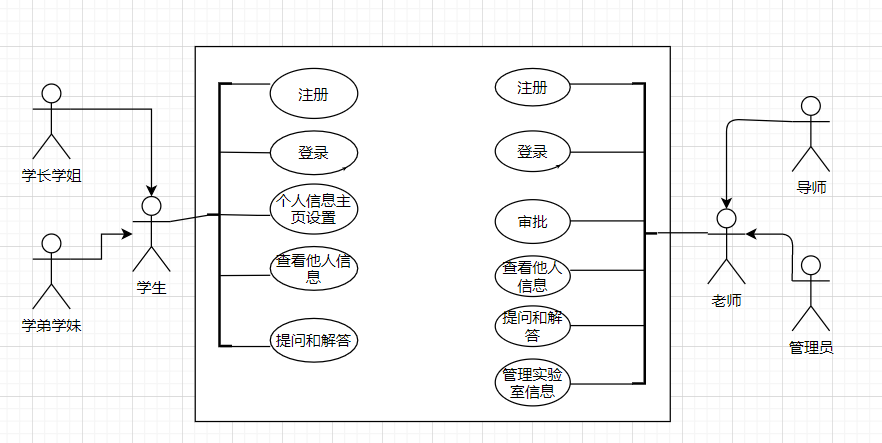 学长学姐
学弟学妹
学生
注册
登录
个人信息主
页设置
查看他人信
息
提问和解答
注册
登录
审批
查看他人
信息
提问和解
答
管理实验
室信息
导师
老师
管理员